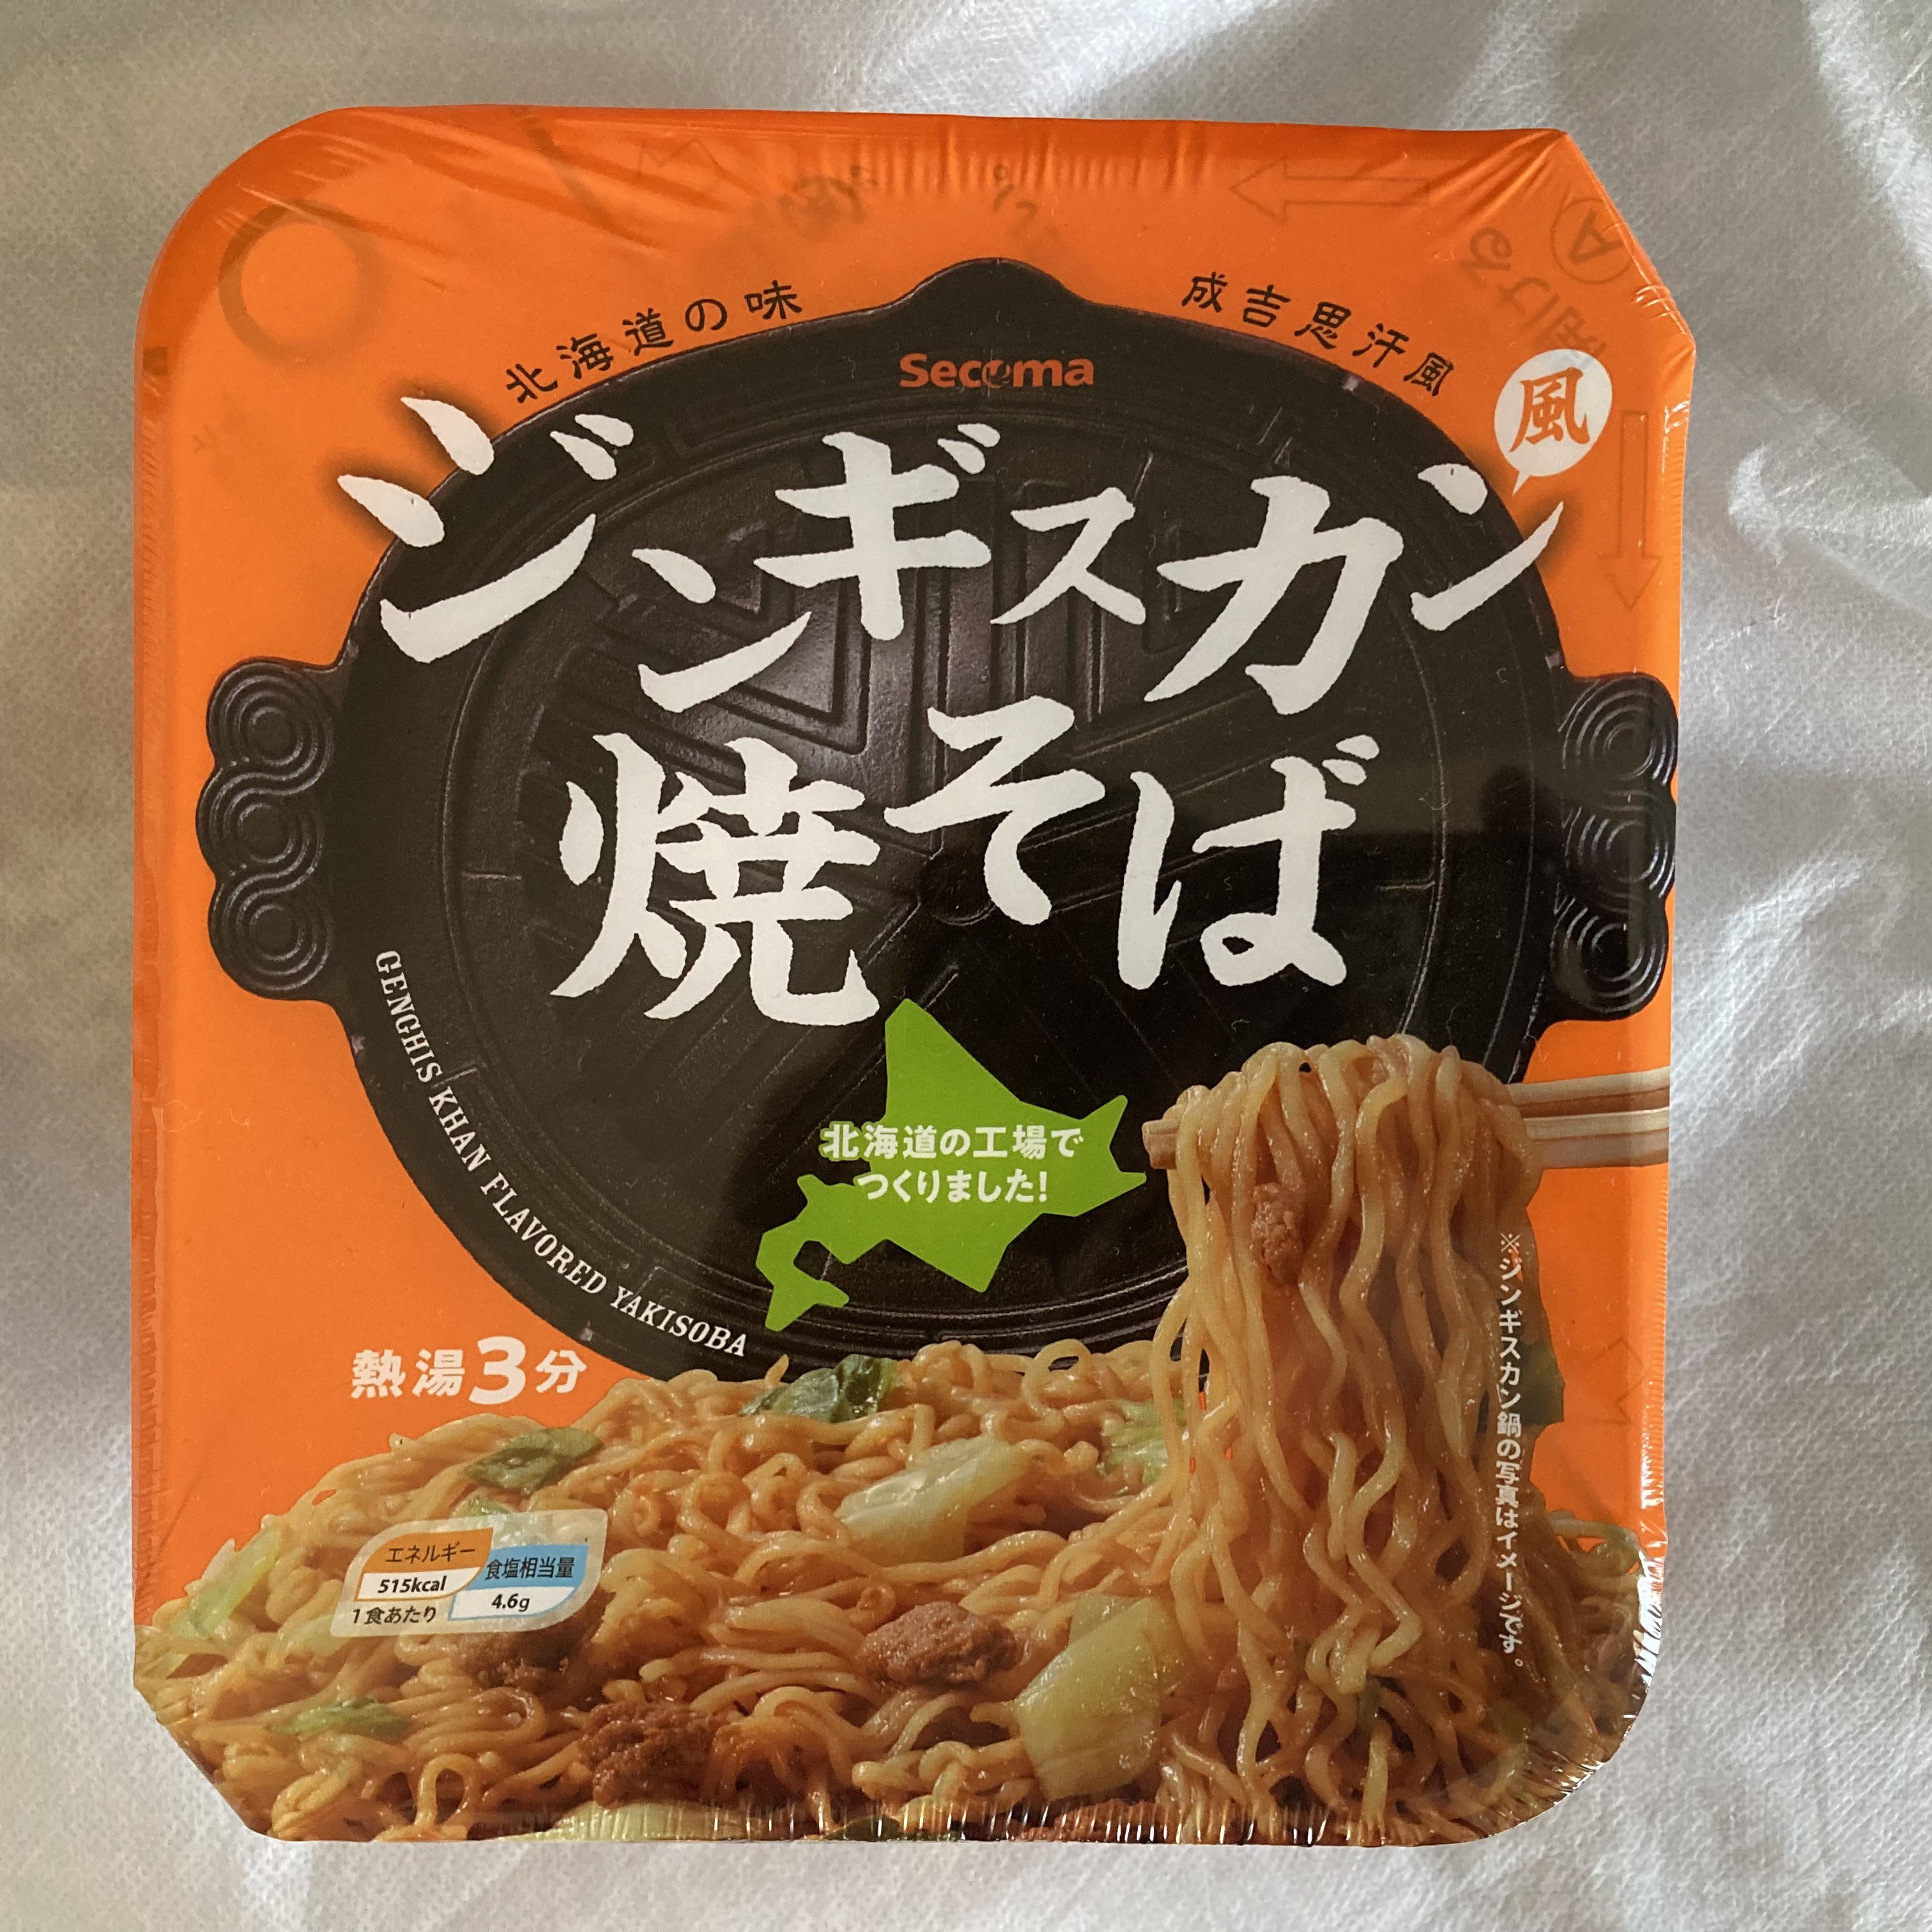 北海道の味
成吉思汗風
Secoma
ジンギスカン風
焼そば
GENGHIS KHAN FLAVORED YAKISOBA
北海道の工場で
つくりました!
熱湯3分
※ジンギスカン鍋の写真はイメージです。
エネルギー
515kcal
1食あたり
食塩相当量
4.6g
開ける
A